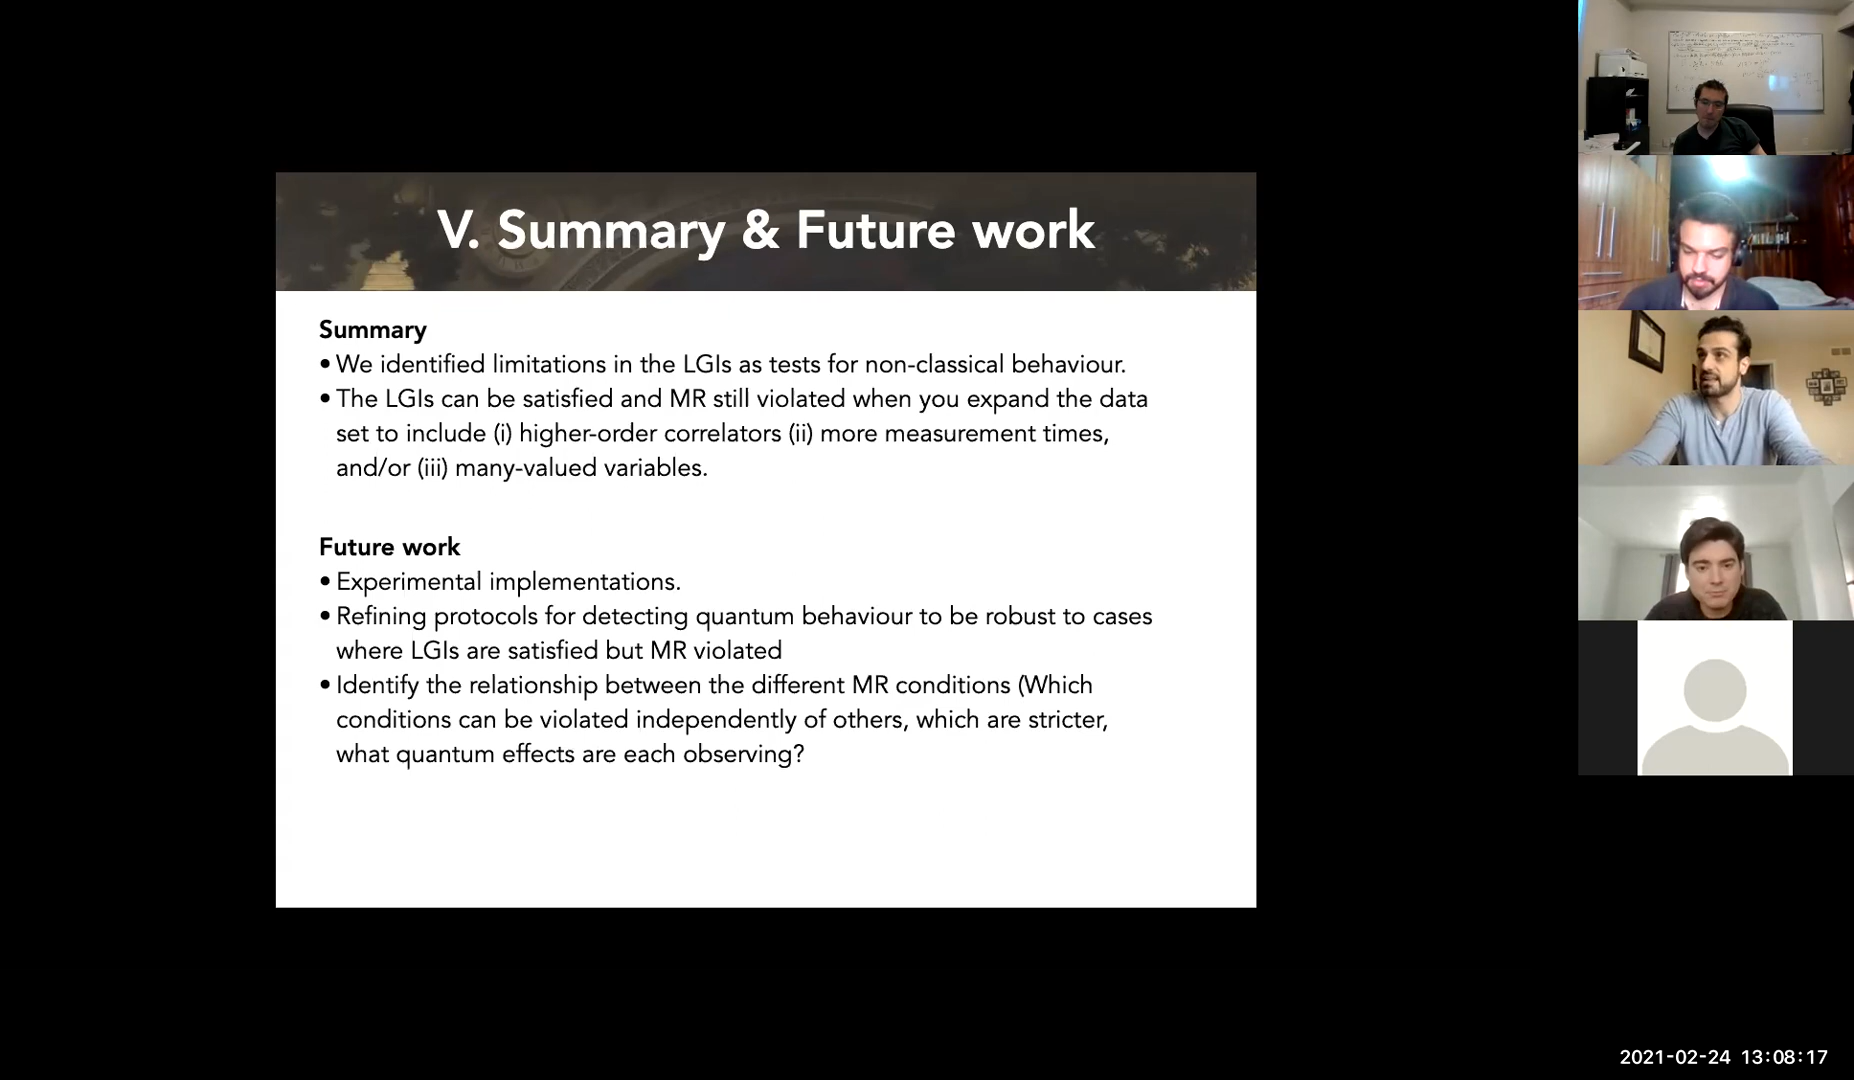 V. Summary & Future work
Summary
• We identified limitations in the LGIs as tests for non-classical behaviour.
• The LGIs can be satisfied and MR still violated when you expand the data
set to include (i) higher-order correlators (ii) more measurement times,
and/or (iii) many-valued variables.
Future work
• Experimental implementations.
• Refining protocols for detecting quantum behaviour to be robust to cases
where LGIs are satisfied but MR violated
• Identify the relationship between the different MR conditions (Which
conditions can be violated independently of others, which are stricter,
what quantum effects are each observing?
2021-02-24 13:08:17